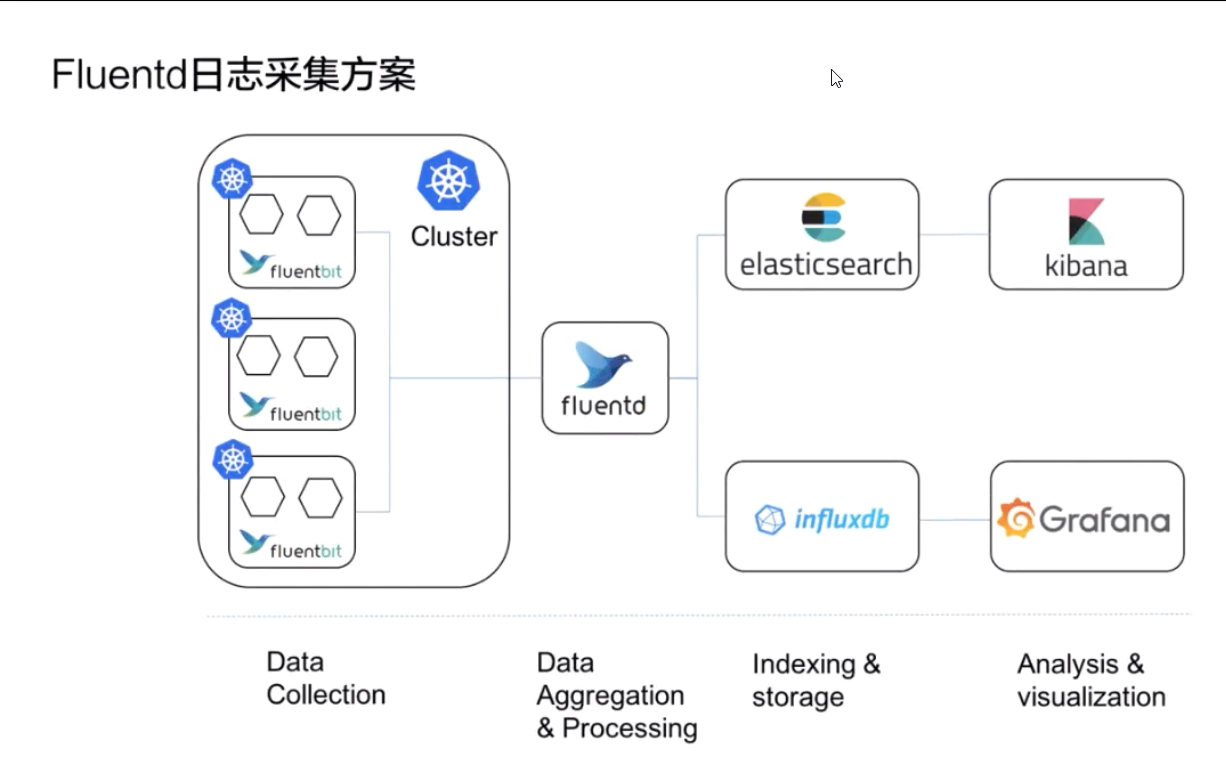 Fluentd日志采集方案
Cluster
fluentbit
fluentbit
fluentbit
fluentd
elasticsearch
kibana
influxdb
Grafana
Data
Collection
Data
Aggregation
& Processing
Indexing &
storage
Analysis &
visualization